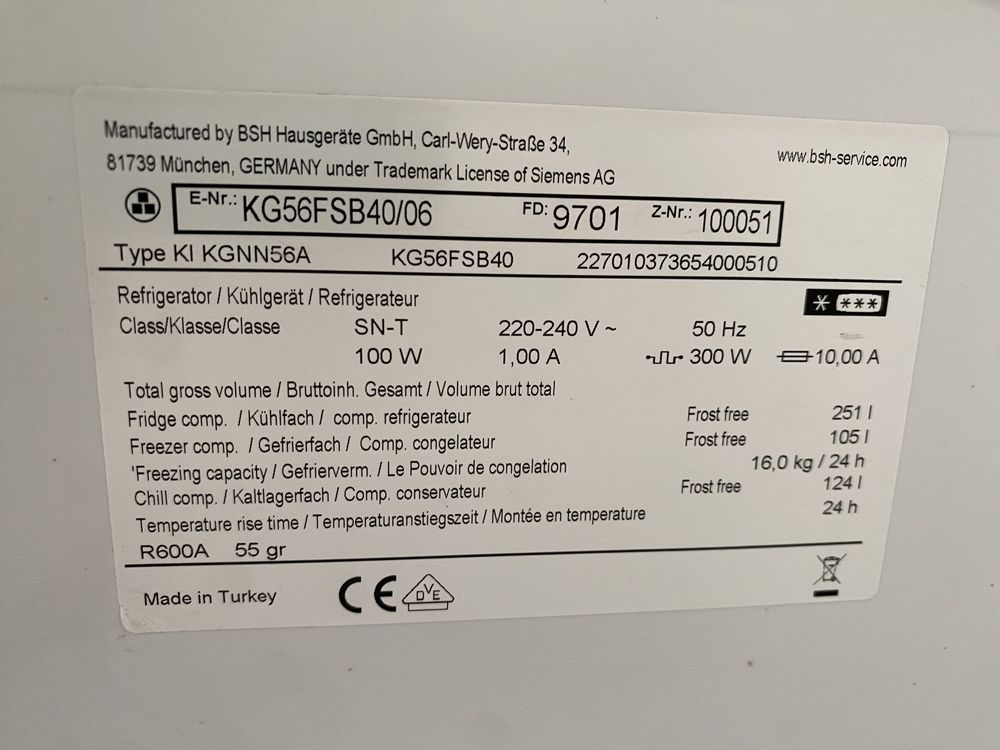 Manufactured by BSH Hausgeräte GmbH, Carl-Wery-Straße 34,
81739 München, GERMANY under Trademark License of Siemens AG
www.bsh-service.com
E-Nr.: KG56FSB40/06 FD: 9701 Z-Nr.: 100051
Type KI KGNN56A KG56FSB40 227010373654000510
Refrigerator / Kühlgerät / Refrigerateur * ***
Class/Klasse/Classe SN-T 220-240 V ~ 50 Hz
100 W 1,00 A 300 W 10,00 A
Total gross volume / Bruttoinh. Gesamt / Volume brut total
Fridge comp. / Kühlfach / comp. refrigerateur Frost free 251 l
Freezer comp. / Gefrierfach / Comp. congelateur Frost free 105 l
'Freezing capacity / Gefrierverm. / Le Pouvoir de congelation 16,0 kg / 24 h
Chill comp. / Kaltlagerfach / Comp. conservateur Frost free 124 l
Temperature rise time / Temperaturanstiegszeit / Montée en temperature 24 h
R600A 55 gr
Made in Turkey CE DVE